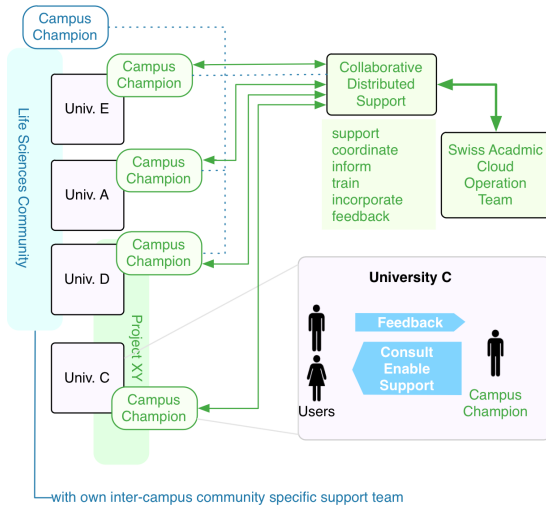 Campus
Champion
Campus
Champion
Univ. E
Collaborative
Distributed
Support
Life Sciences Community
support
coordinate
inform
train
incorporate
feedback
Swiss Acadmic
Cloud
Operation
Team
Campus
Champion
Univ. A
Campus
Champion
Univ. D
Project XY
University C
Feedback
Consult
Enable
Support
Users
Campus
Champion
Univ. C
Campus
Champion
with own inter-campus community specific support team